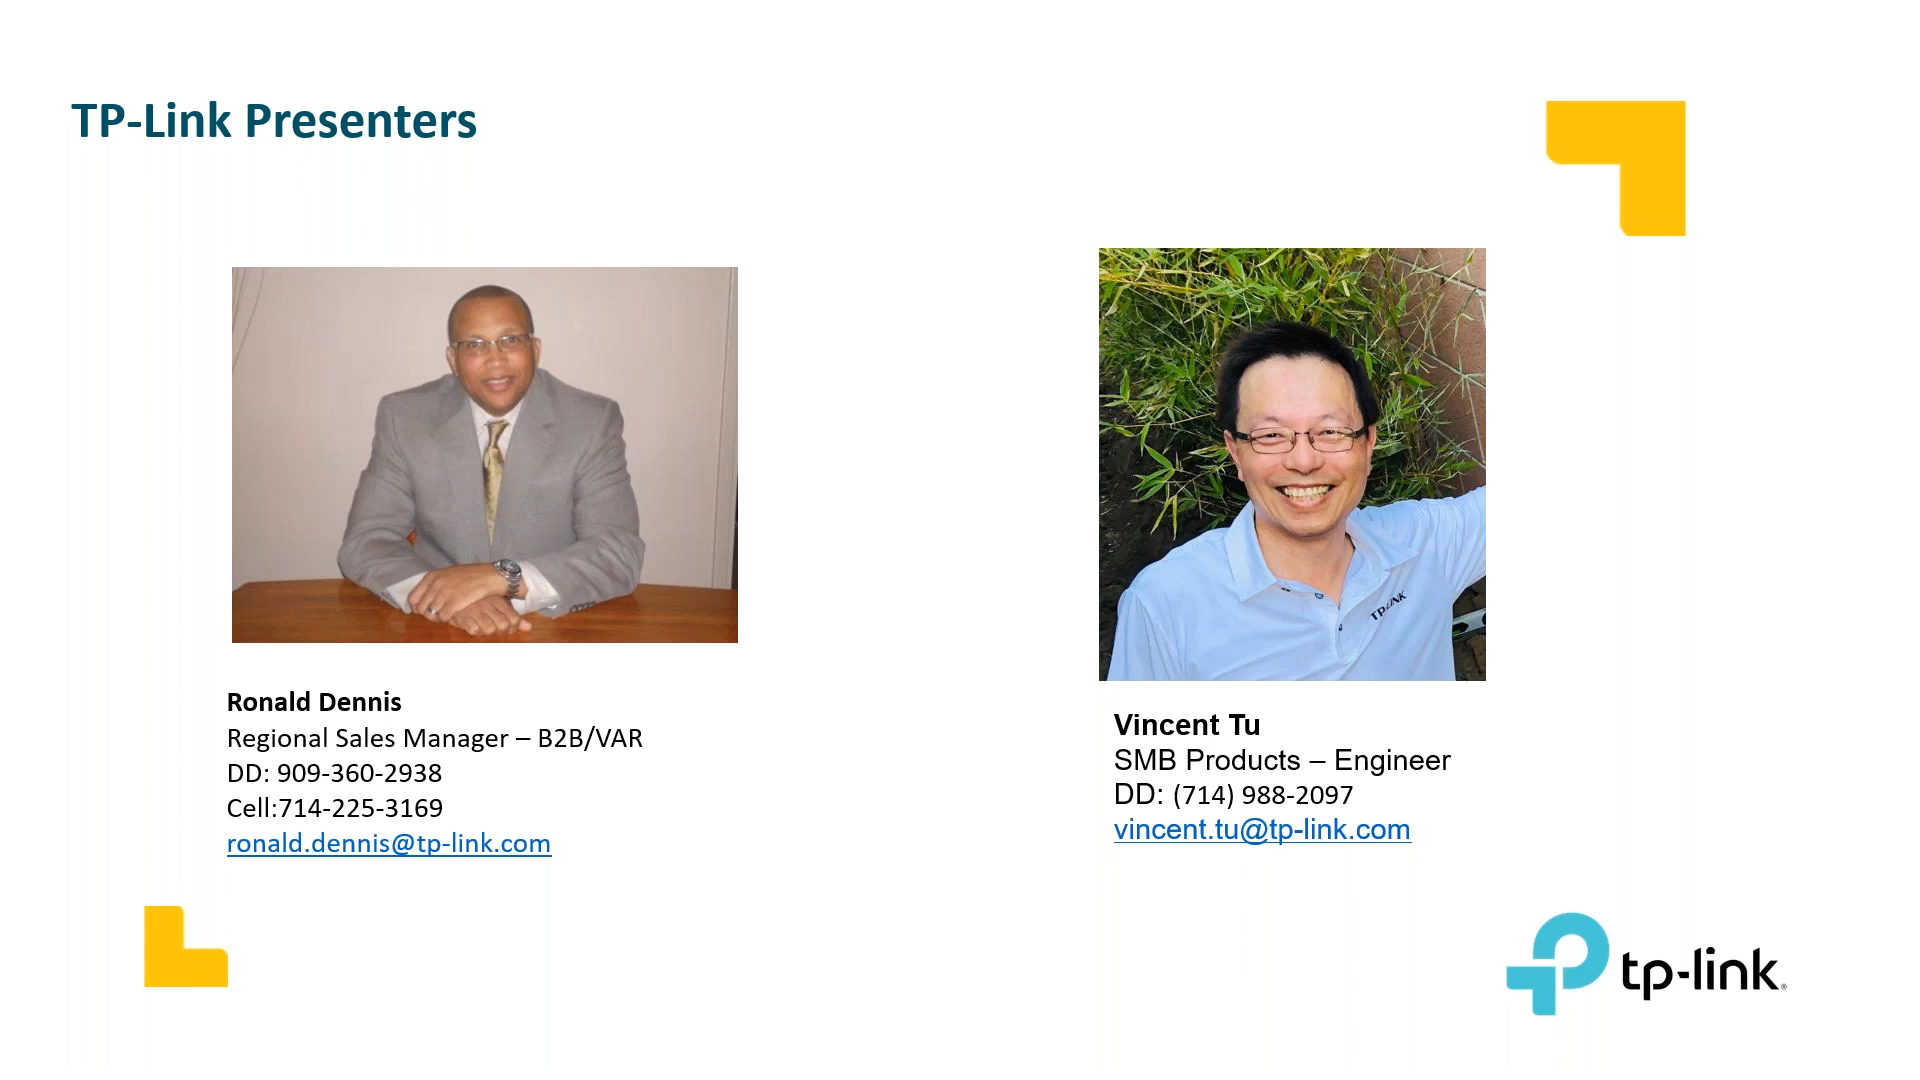 TP-Link Presenters
TP-LINK
Ronald Dennis
Regional Sales Manager – B2B/VAR
DD: 909-360-2938
Cell:714-225-3169
ronald.dennis@tp-link.com
Vincent Tu
SMB Products – Engineer
DD: (714) 988-2097
vincent.tu@tp-link.com
tp-link®